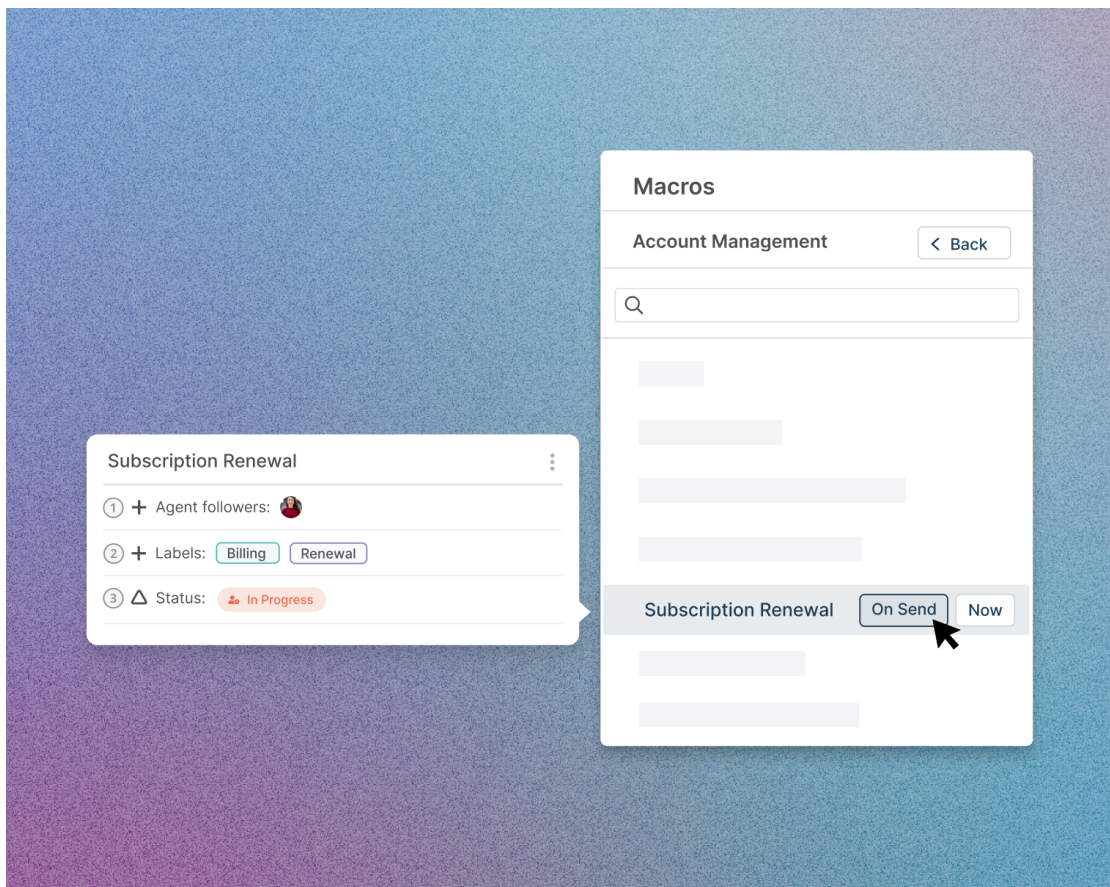 Macros
Account Management
Back
Subscription Renewal
1 Agent followers:
2 Labels: Billing Renewal
3 Status: In Progress
Subscription Renewal On Send Now